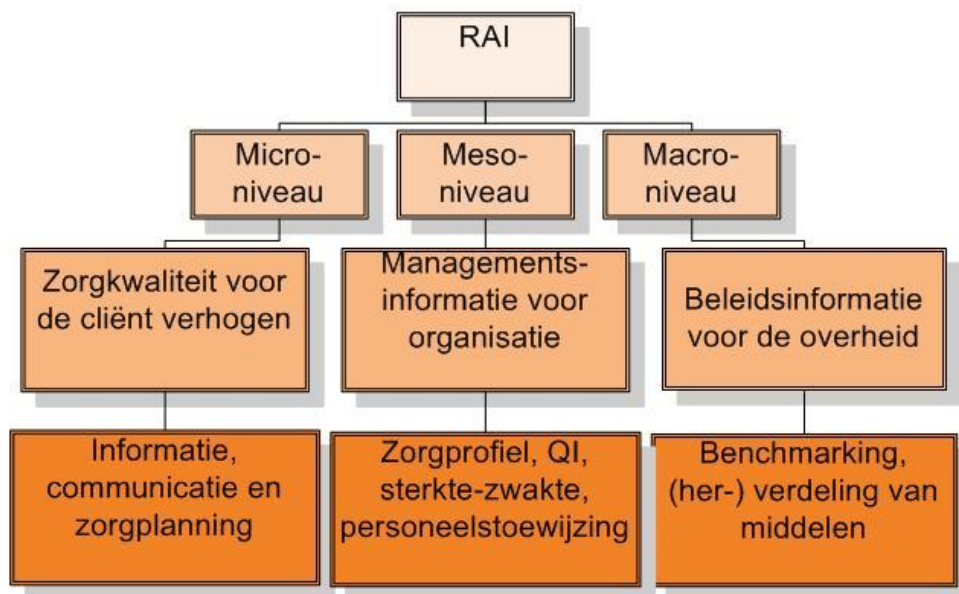 RAI
Micro-
niveau
Meso-
niveau
Macro-
niveau
Zorgkwaliteit voor
de cliënt verhogen
Managements-
informatie voor
organisatie
Beleidsinformatie
voor de overheid
Informatie,
communicatie en
zorgplanning
Zorgprofiel, QI,
sterkte-zwakte,
personeelstoewijzing
Benchmarking,
(her-) verdeling van
middelen